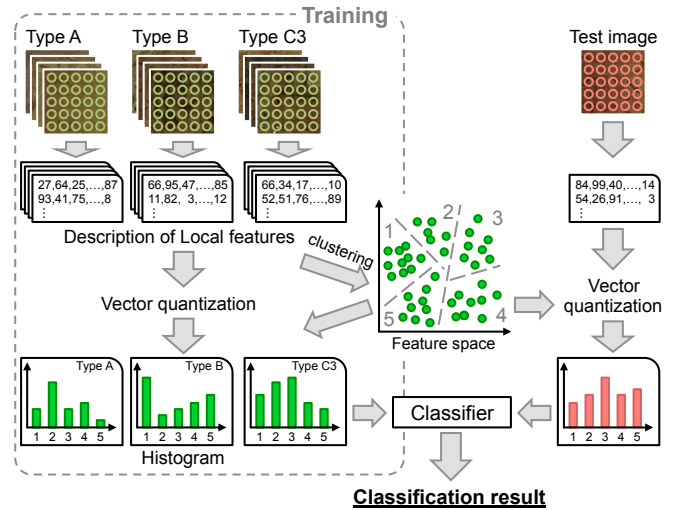 Training
Type A Type B Type C3
Test image
27,64,25,...,87
93,41,75,...,8
⋮
66,95,47,...,85
11,82, 3,...,12
⋮
66,34,17,...,10
52,51,76,...,89
⋮
84,99,40,...,14
54,26,91,..., 3
⋮
Description of Local features
clustering
1 2 3
5 4
Feature space
Vector quantization
Vector
quantization
Type A
1 2 3 4 5
Type B
1 2 3 4 5
Type C3
1 2 3 4 5
Histogram
Classifier
1 2 3 4 5
Classification result